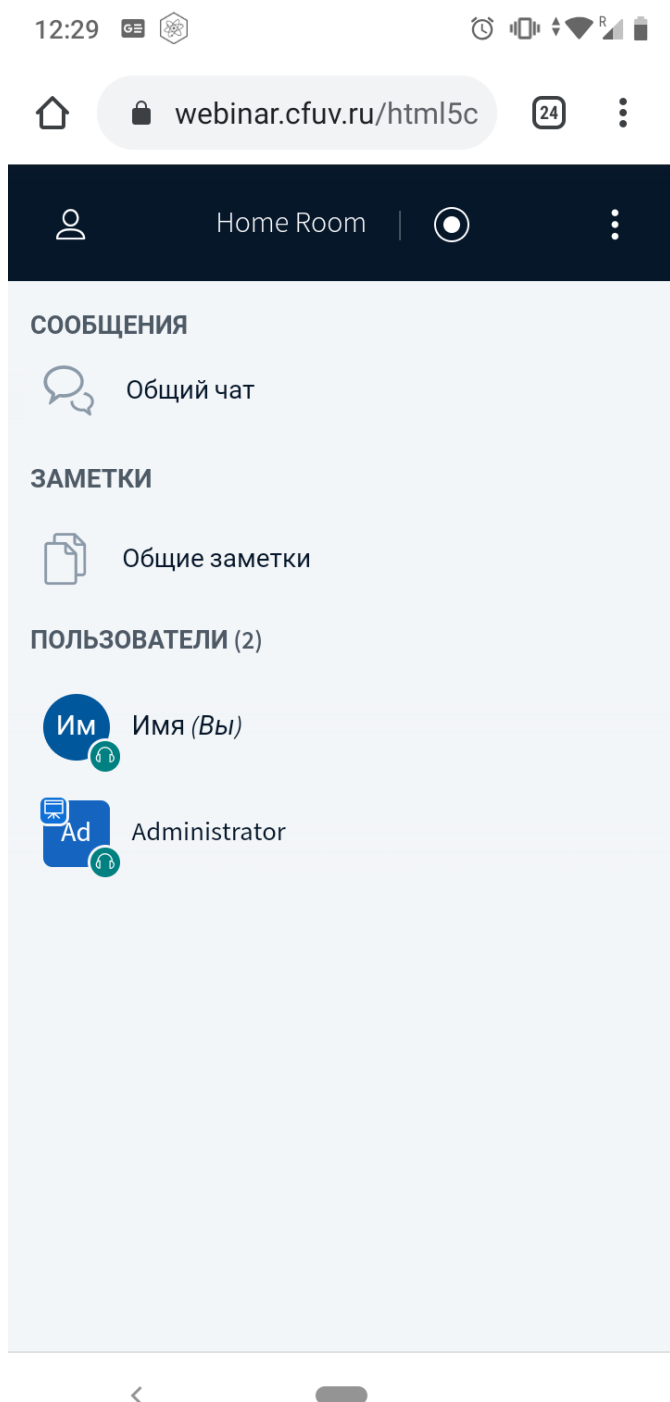 12:29 GE R
webinar.cfuv.ru/html5c 24
Home Room
СООБЩЕНИЯ
Общий чат
ЗАМЕТКИ
Общие заметки
ПОЛЬЗОВАТЕЛИ (2)
Им Имя (Вы)
Ad Administrator